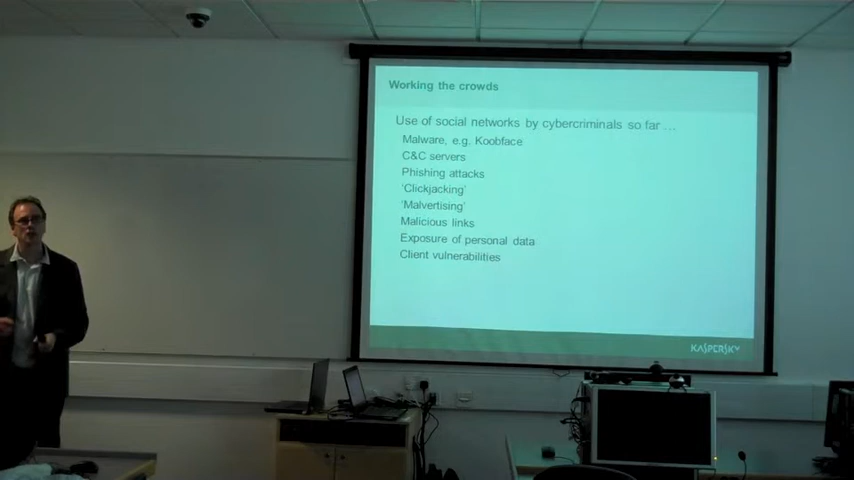 Working the crowds
Use of social networks by cybercriminals so far…
Malware, e.g. Koobface
C&C servers
Phishing attacks
‘Clickjacking’
‘Malvertising’
Malicious links
Exposure of personal data
Client vulnerabilities
KASPERSKY